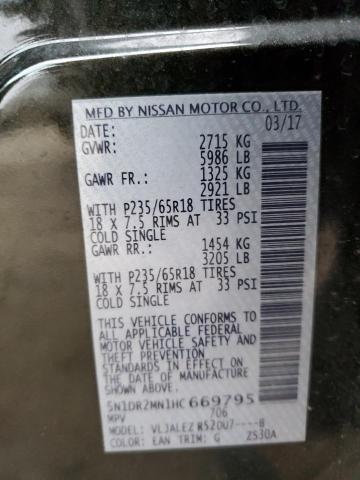 MFD BY NISSAN MOTOR CO., LTD.
DATE: 03/17
GVWR: 2715 KG
5986 LB
GAWR FR.: 1325 KG
2921 LB
WITH P235/65R18 TIRES
18 X 7.5 RIMS AT 33 PSI
COLD SINGLE
GAWR RR.: 1454 KG
3205 LB
WITH P235/65R18 TIRES
18 X 7.5 RIMS AT 33 PSI
COLD SINGLE
THIS VEHICLE CONFORMS TO
ALL APPLICABLE FEDERAL
MOTOR VEHICLE SAFETY
STANDARDS IN EFFECT ON
THE DATE OF MANUFACTURE
SHOWN ABOVE.
5N1DR2MN1HC669795
MPV 706
MODEL: VLJALEZ R520U7----B
COLOR: EAN TRIM: G ZS30A